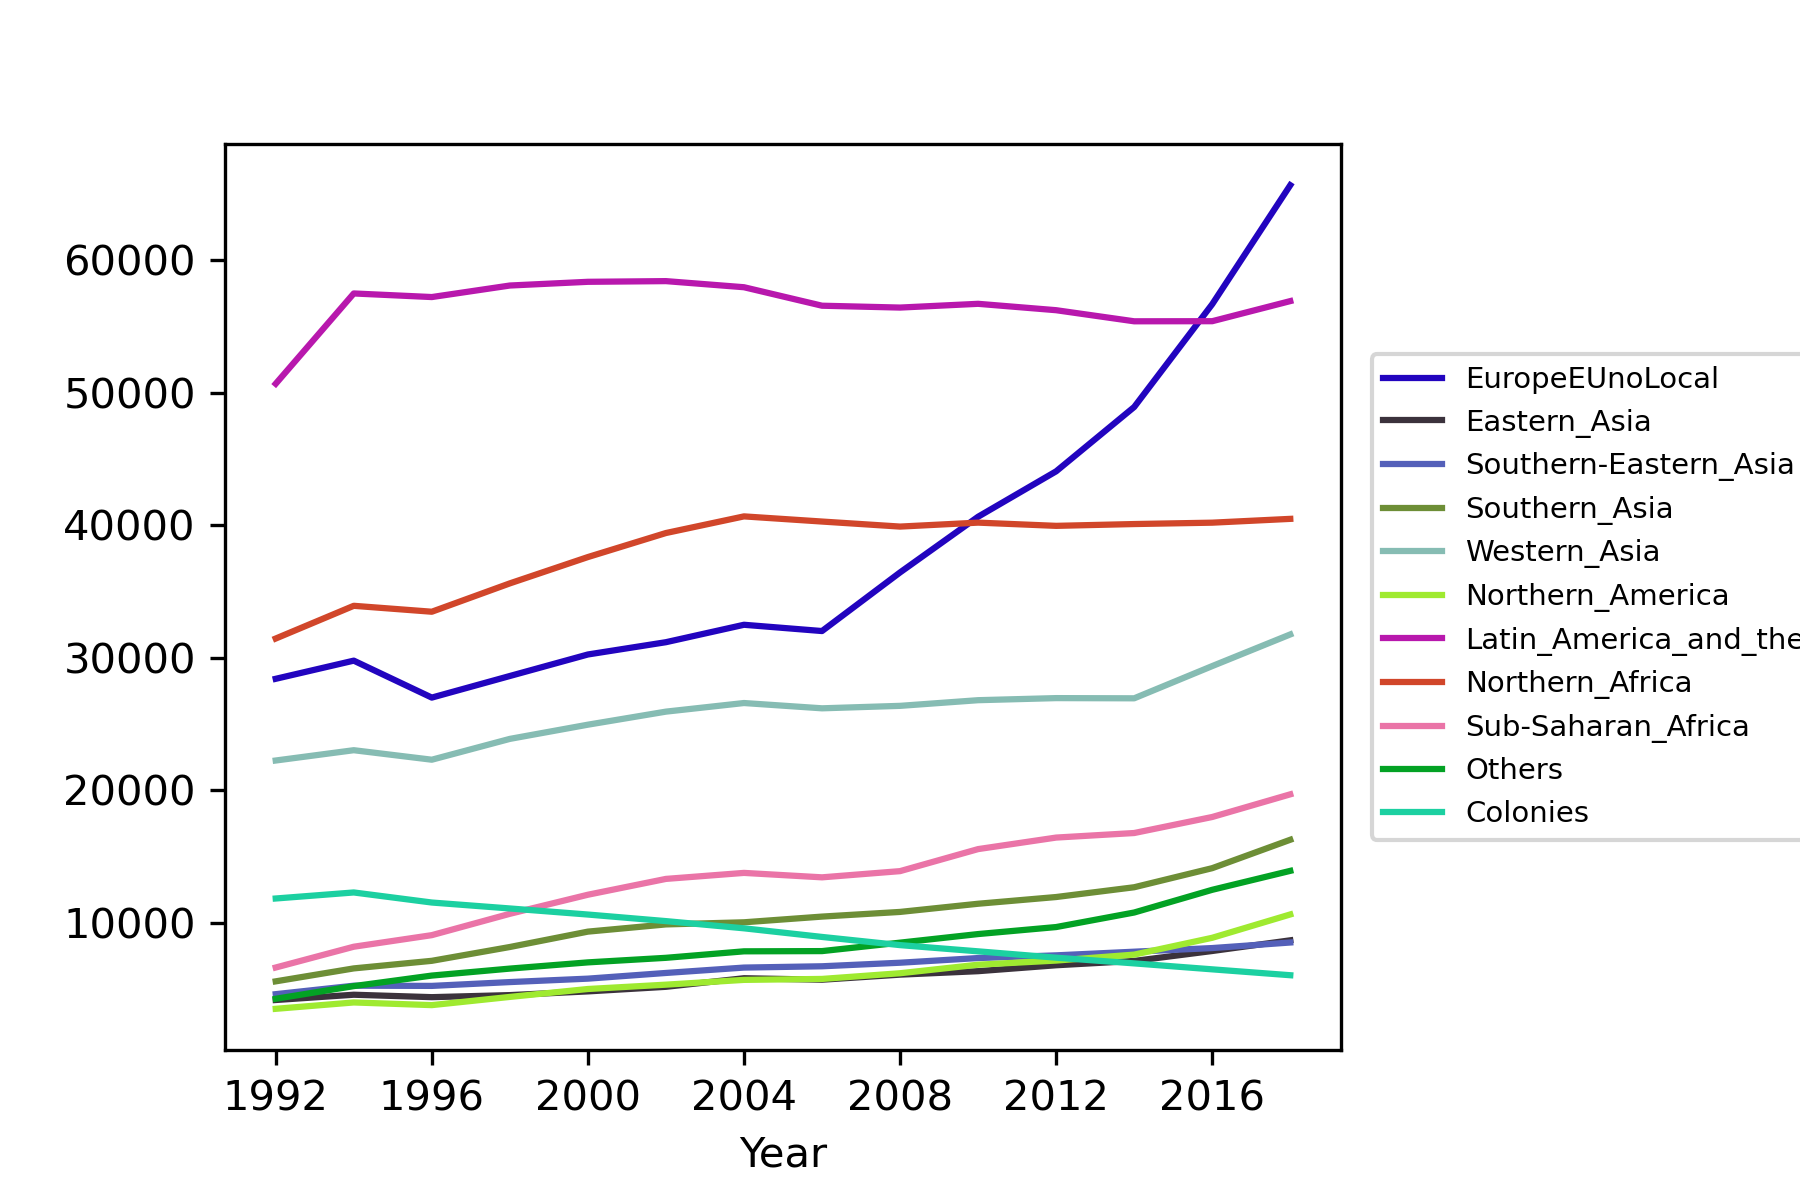 60000
50000
40000
30000
20000
10000
1992 1996 2000 2004 2008 2012 2016
Year
EuropeEUnoLocal
Eastern_Asia
Southern-Eastern_Asia
Southern_Asia
Western_Asia
Northern_America
Latin_America_and_the
Northern_Africa
Sub-Saharan_Africa
Others
Colonies